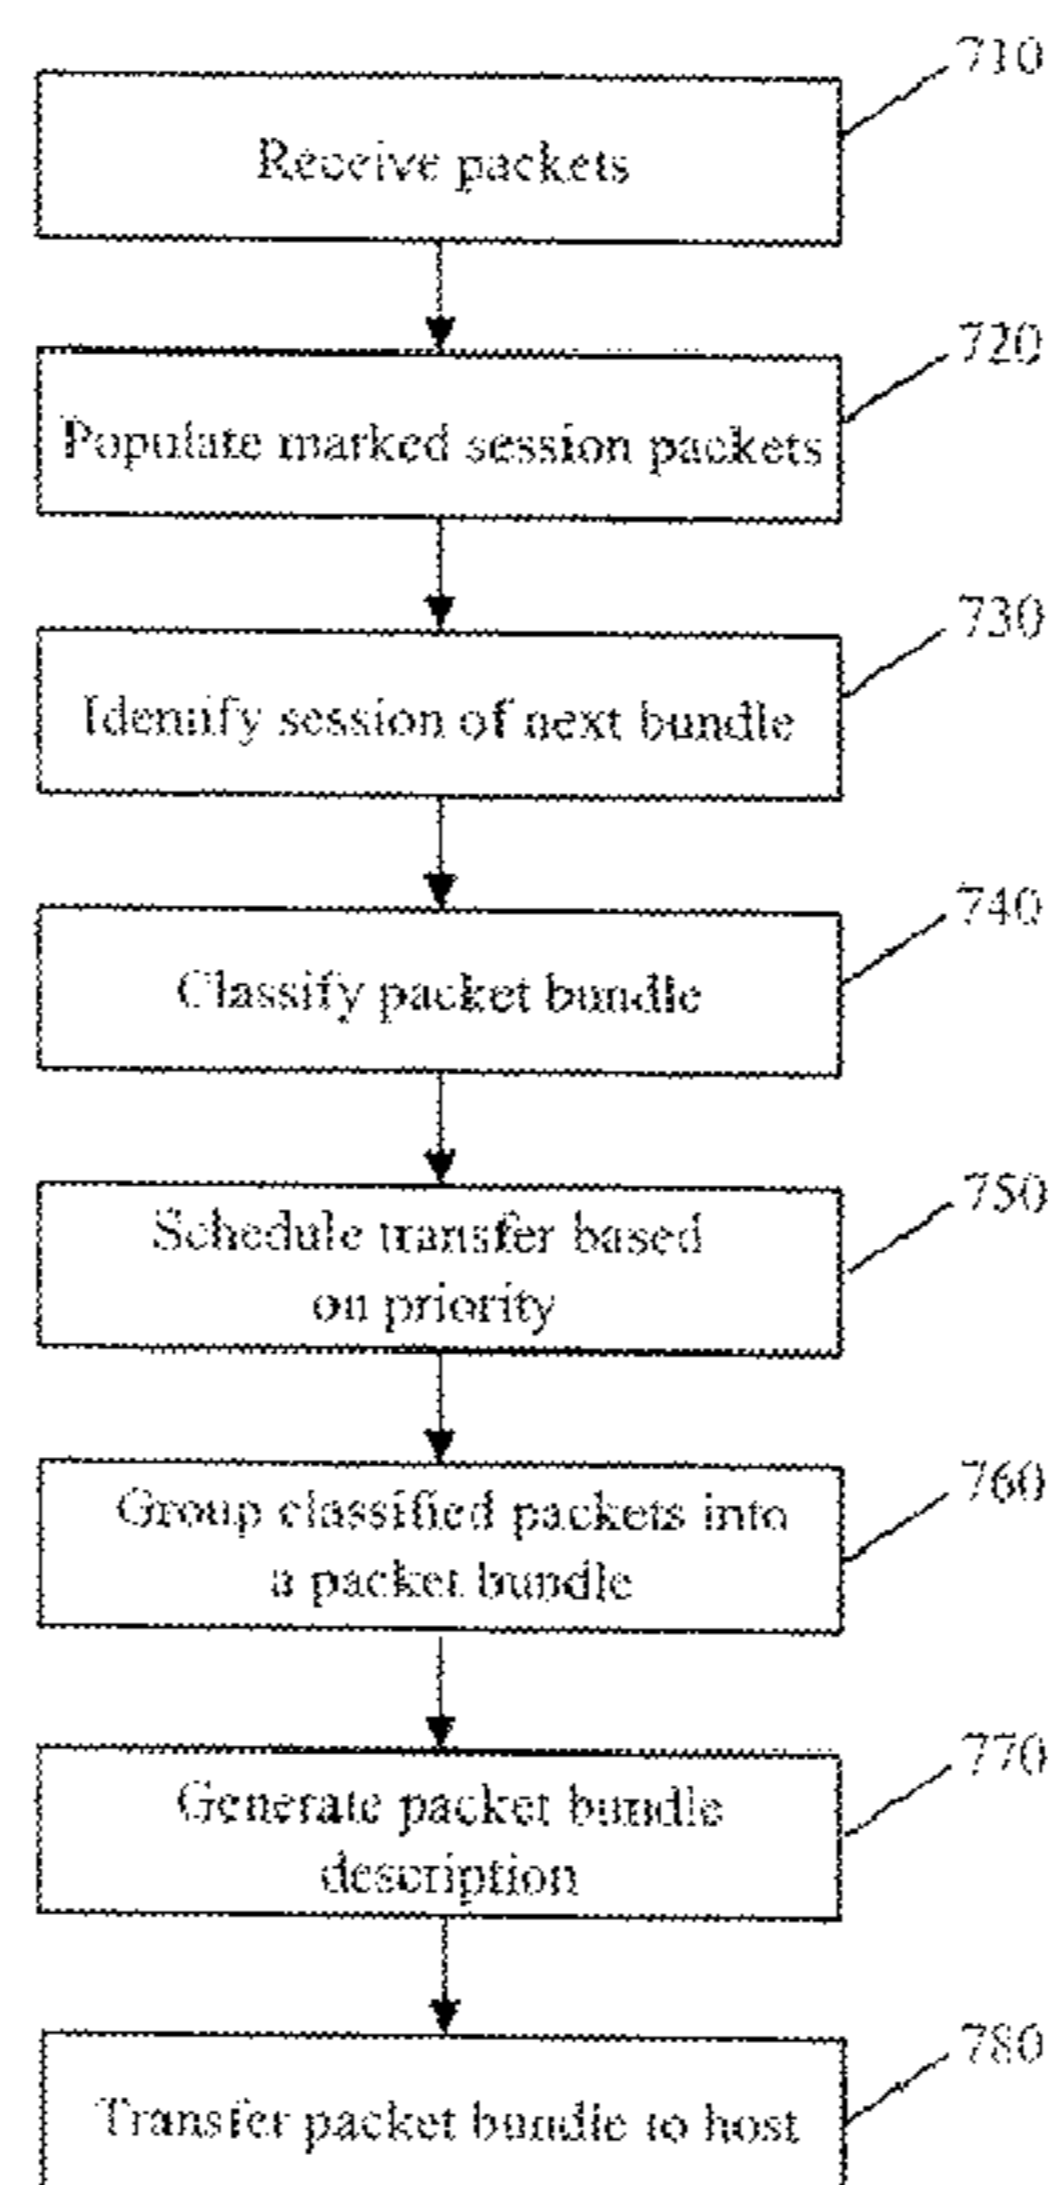 710
Receive packets
720
Populate marked session packets
730
Identify session of next bundle
740
Classify packet bundle
750
Schedule transfer based
on priority
760
Group classified packets into
a packet bundle
770
Generate packet bundle
description
780
Transfer packet bundle to host